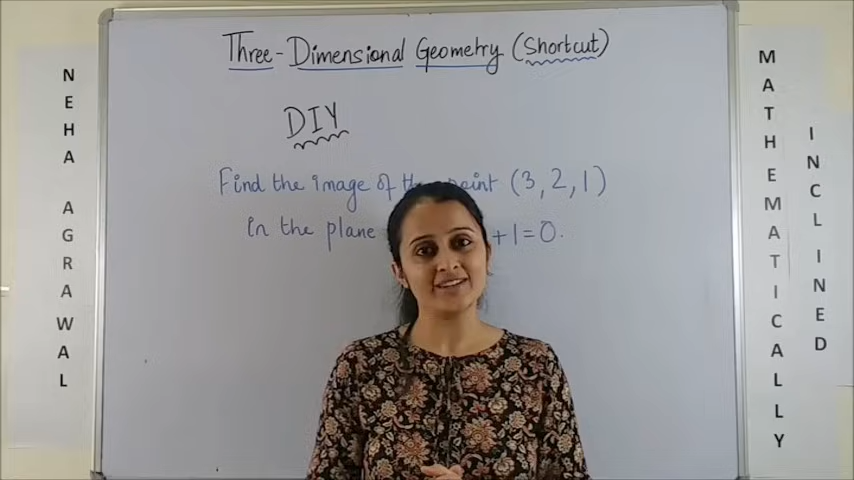 Three-Dimensional Geometry (Shortcut)
DIY
Find the image of the point (3, 2, 1)
in the plane +1=0.
NEHA AGRAWAL
MATHEMATICALLY
INCLINED